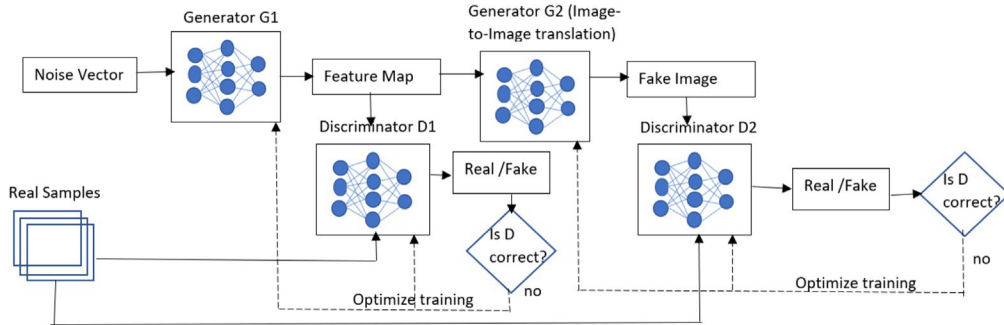 Generator G1
Generator G2 (Image-
to-Image translation)
Noise Vector
Feature Map
Fake Image
Discriminator D1
Discriminator D2
Real /Fake
Real /Fake
Is D
correct?
Real Samples
Is D
correct?
no
no
Optimize training
Optimize training